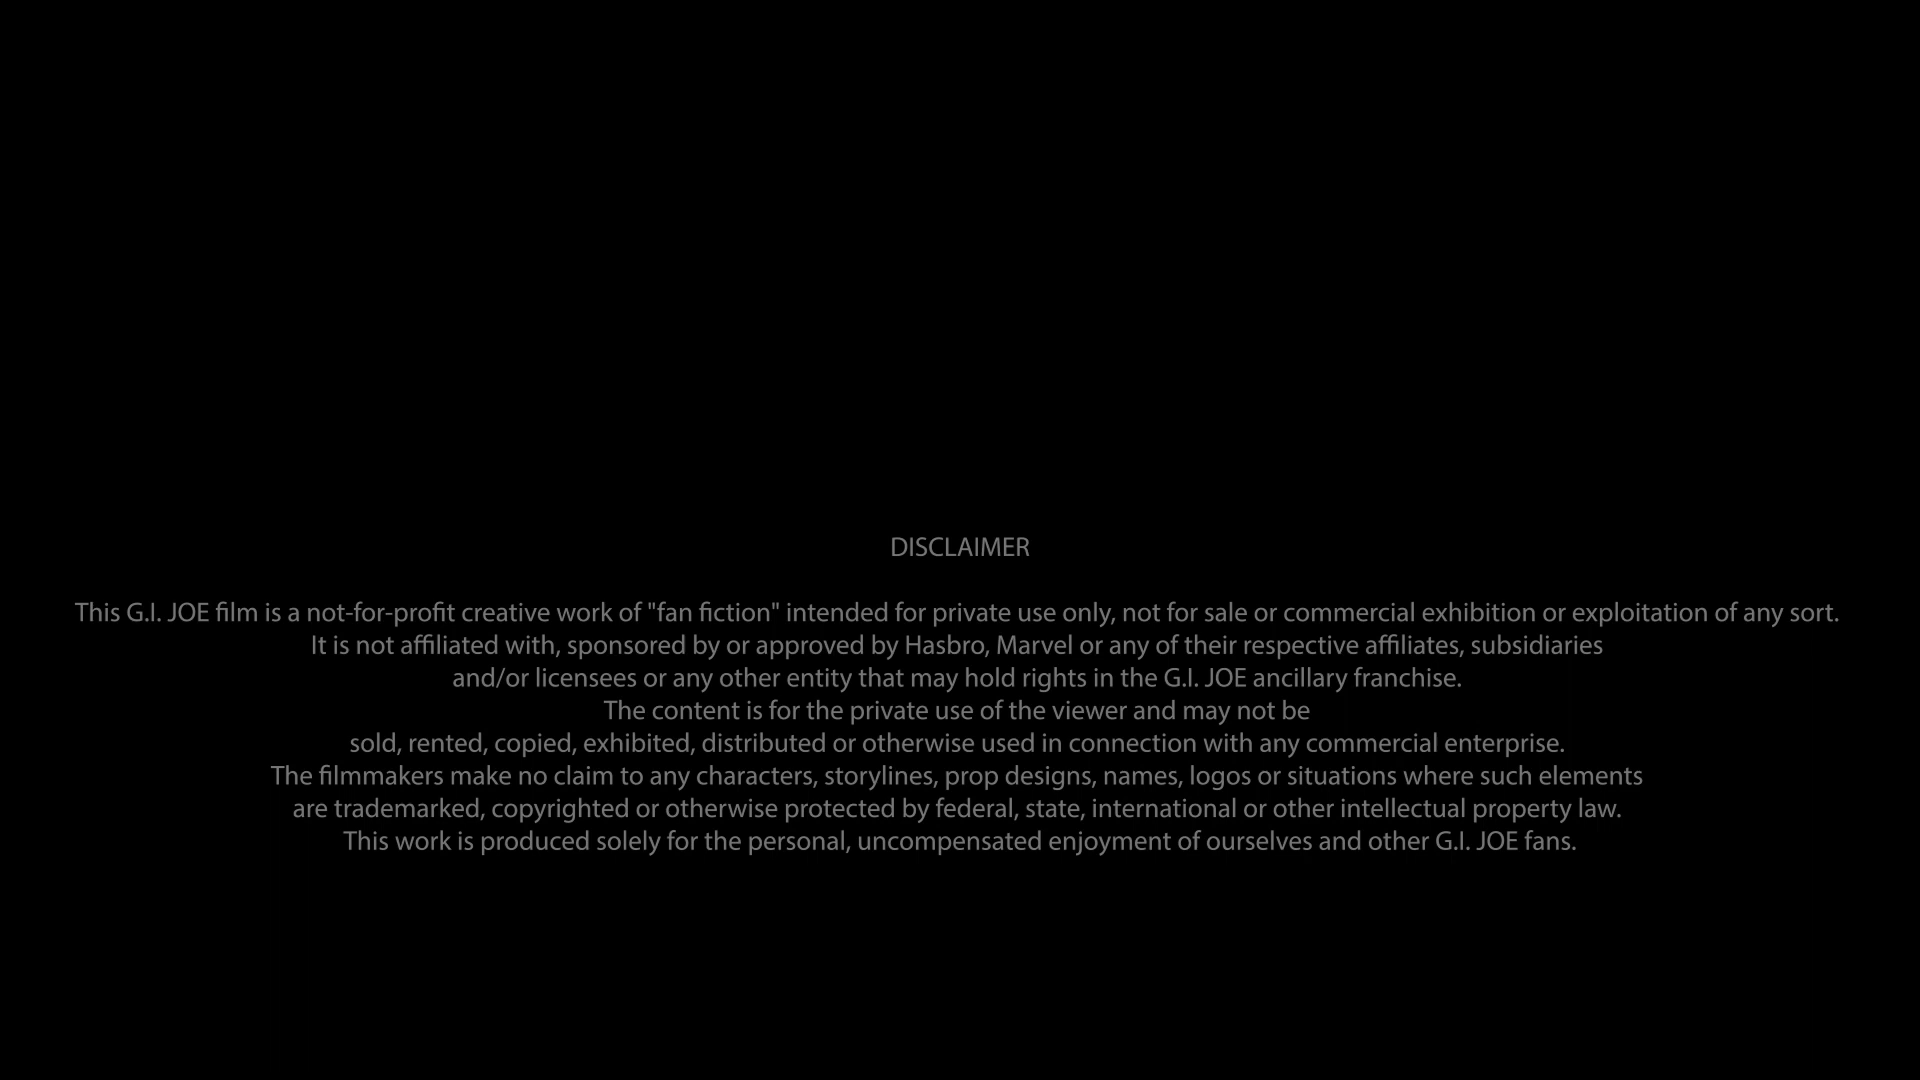 DISCLAIMER
This G.I. JOE film is a not-for-profit creative work of "fan fiction" intended for private use only, not for sale or commercial exhibition or exploitation of any sort.
It is not affiliated with, sponsored by or approved by Hasbro, Marvel or any of their respective affiliates, subsidiaries
and/or licensees or any other entity that may hold rights in the G.I. JOE ancillary franchise.
The content is for the private use of the viewer and may not be
sold, rented, copied, exhibited, distributed or otherwise used in connection with any commercial enterprise.
The filmmakers make no claim to any characters, storylines, prop designs, names, logos or situations where such elements
are trademarked, copyrighted or otherwise protected by federal, state, international or other intellectual property law.
This work is produced solely for the personal, uncompensated enjoyment of ourselves and other G.I. JOE fans.